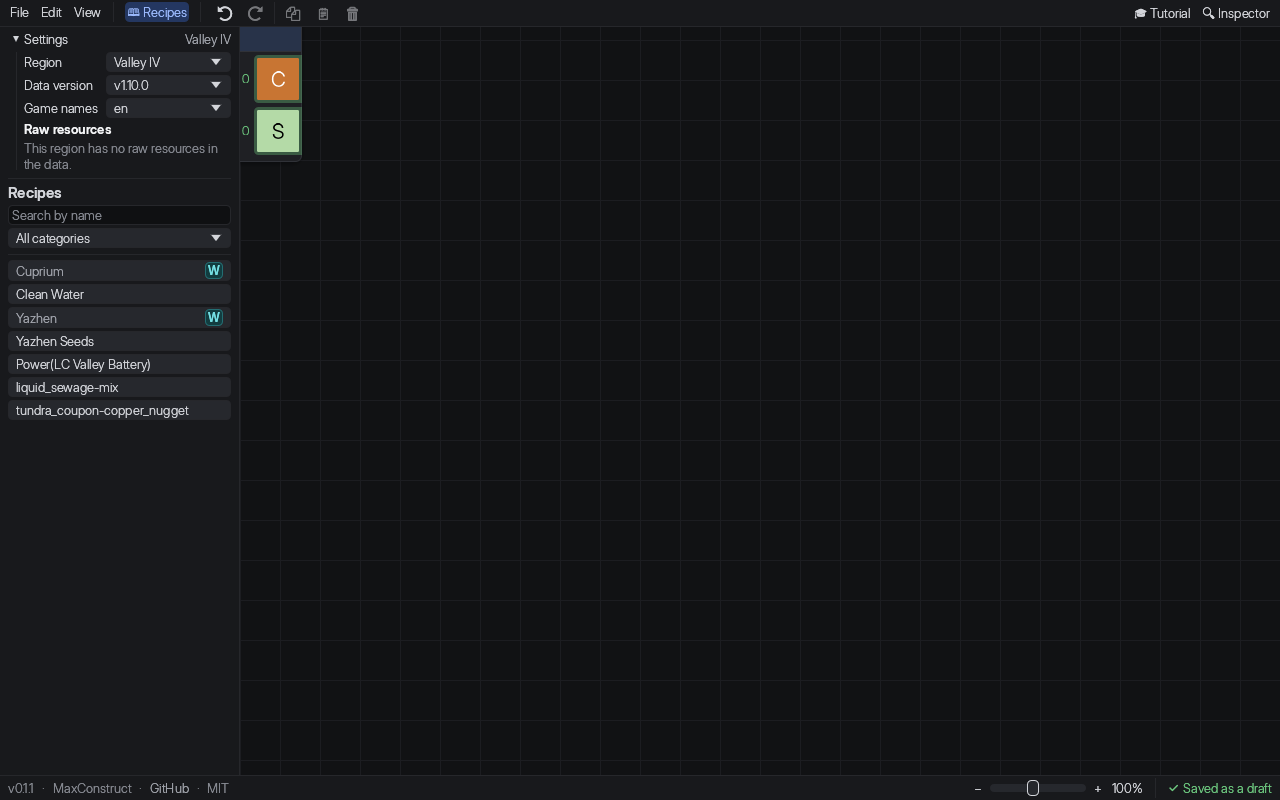 File Edit View Recipes Tutorial Inspector
Settings Valley IV
Region Valley IV
Data version v1.10.0
Game names en
Raw resources
This region has no raw resources in
the data.
Recipes
Search by name
All categories
Cuprium W
Clean Water
Yazhen W
Yazhen Seeds
Power(LC Valley Battery)
liquid_sewage-mix
tundra_coupon-copper_nugget
0 C
0 S
v0.1.1 · MaxConstruct · GitHub · MIT − + 100% Saved as a draft